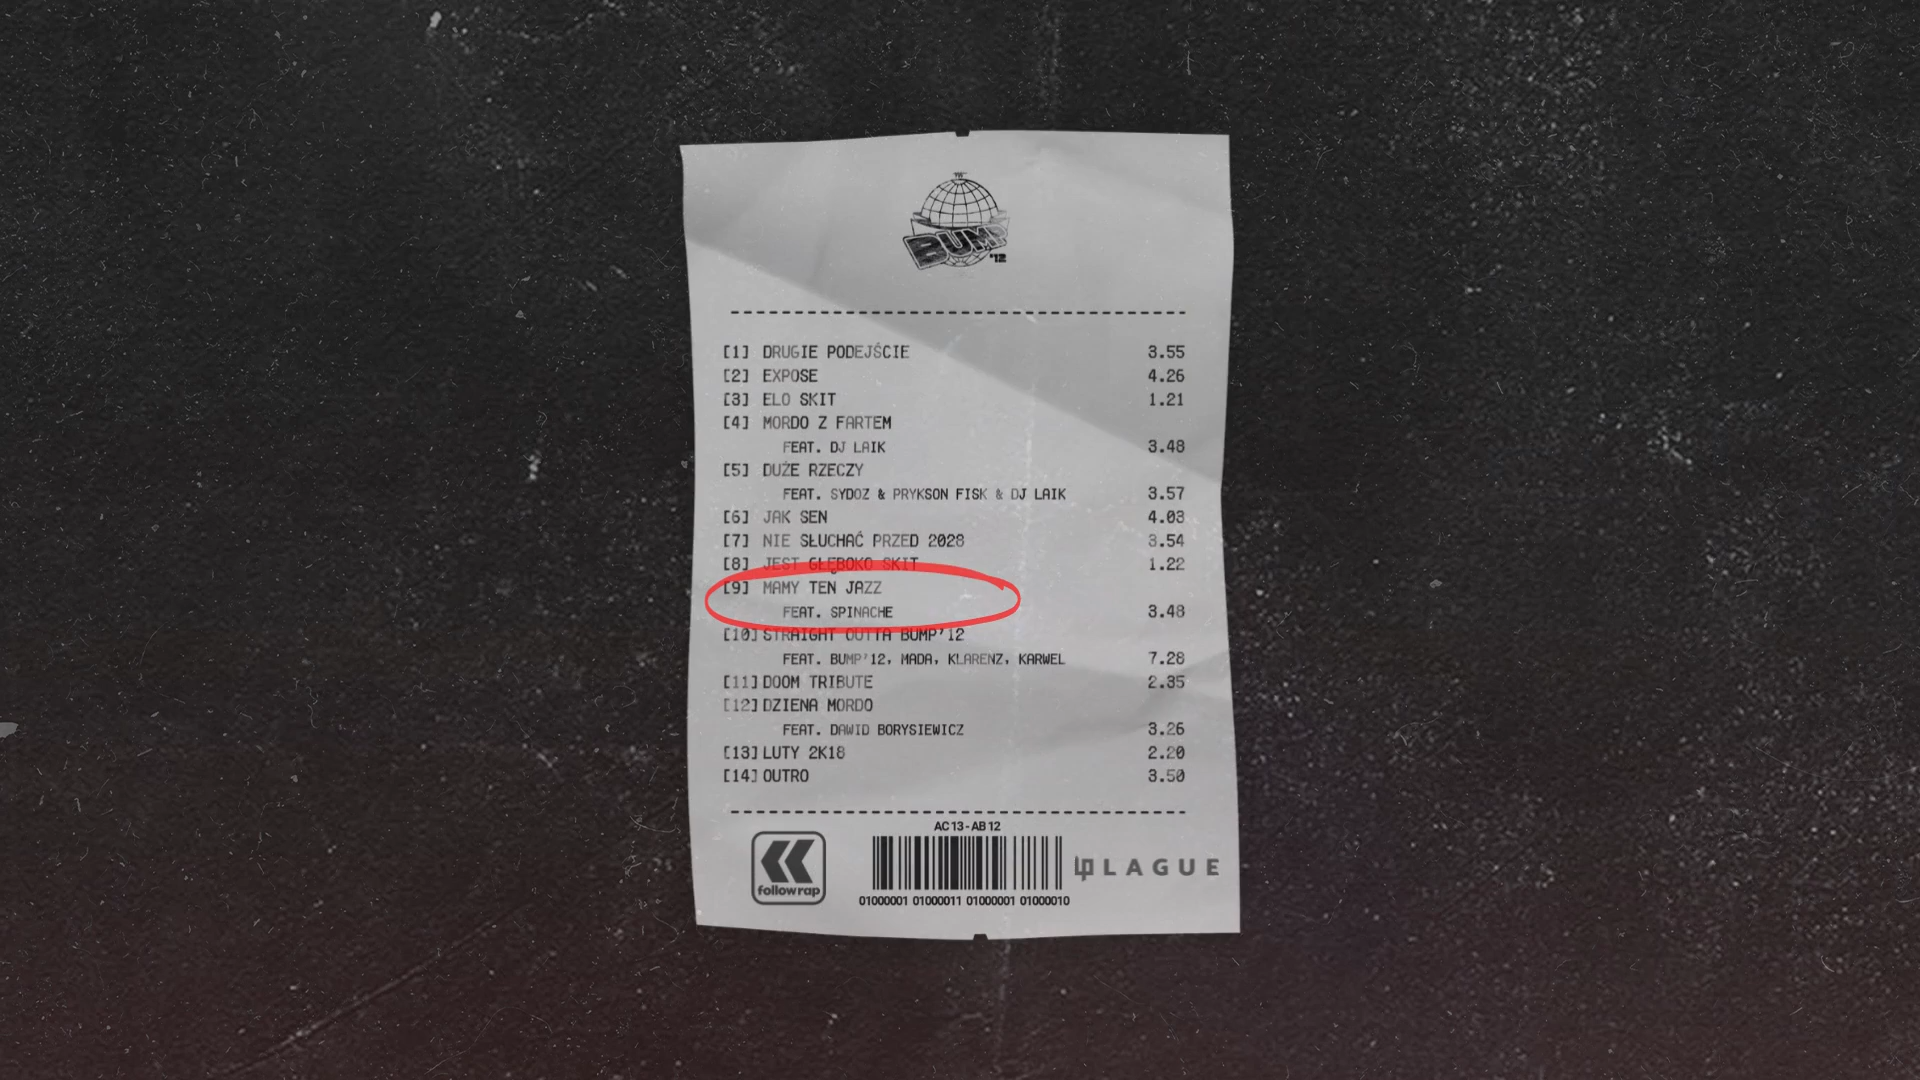 BUMP
'12
[1] DRUGIE PODEJŚCIE 3.55
[2] EXPOSE 4.26
[3] ELO SKIT 1.21
[4] MORDO Z FARTEM
FEAT. DJ LAIK 3.48
[5] DUŻE RZECZY
FEAT. SYDOZ & PRYKSON FISK & DJ LAIK 3.57
[6] JAK SEN 4.03
[7] NIE SŁUCHAĆ PRZED 2028 3.54
[8] JEST GŁĘBOKO SKIT 1.22
[9] MAMY TEN JAZZ
FEAT. SPINACHE 3.48
[10] STRAIGHT OUTTA BUMP'12
FEAT. BUMP'12, MADA, KLARENZ, KARWEL 7.28
[11] DOOM TRIBUTE 2.35
[12] DZIENA MORDO
FEAT. DAWID BORYSIEWICZ 3.26
[13] LUTY 2K18 2.20
[14] OUTRO 3.50
AC 13 - AB 12
followrap
PLAGUE
01000001 01000011 01000001 01000010